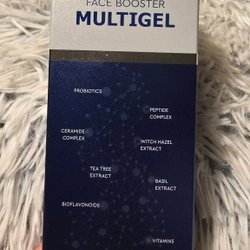 FACE BOOSTER
MULTIGEL
PROBIOTICS
PEPTIDE
COMPLEX
CERAMIDE
COMPLEX
WITCH HAZEL
EXTRACT
TEA TREE
EXTRACT
BASIL
EXTRACT
BIOFLAVONOIDS
VITAMINS